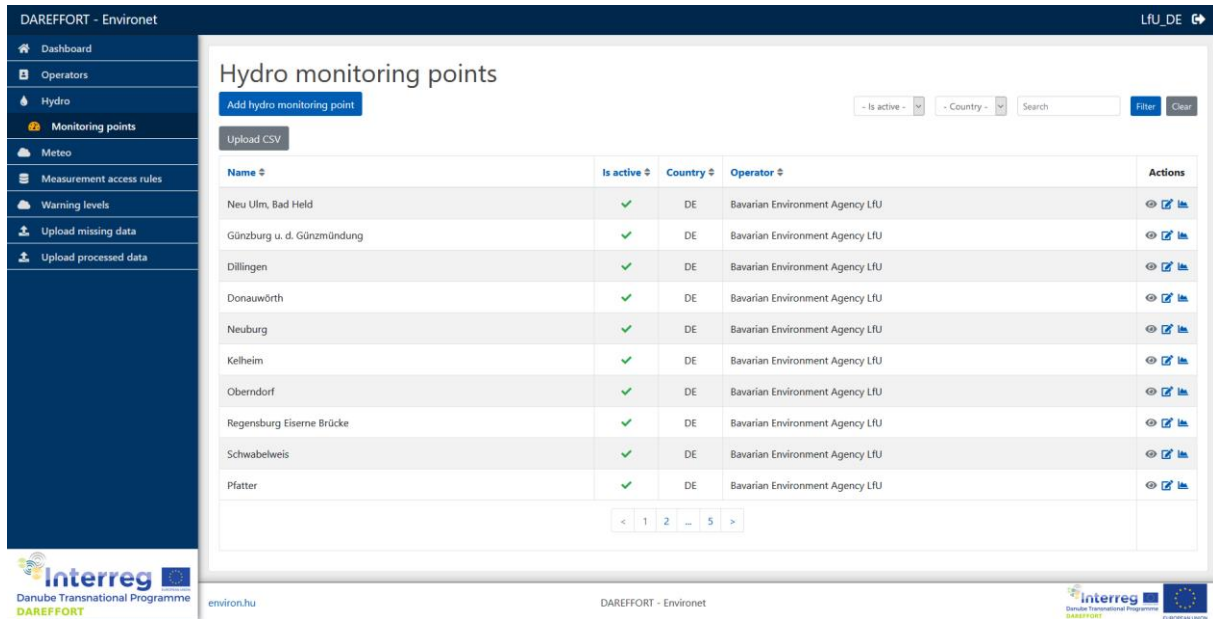 DAREFFORT - Environet
LfU_DE
Dashboard
Operators
Hydro
Monitoring points
Meteo
Measurement access rules
Warning levels
Upload missing data
Upload processed data
Hydro monitoring points
Add hydro monitoring point
- Is active -
- Country -
Search
Filter
Clear
Upload CSV
Name Is active Country Operator Actions
Neu Ulm, Bad Held DE Bavarian Environment Agency LfU
Günzburg u. d. Günzmündung DE Bavarian Environment Agency LfU
Dillingen DE Bavarian Environment Agency LfU
Donauwörth DE Bavarian Environment Agency LfU
Neuburg DE Bavarian Environment Agency LfU
Kelheim DE Bavarian Environment Agency LfU
Oberndorf DE Bavarian Environment Agency LfU
Regensburg Eiserne Brücke DE Bavarian Environment Agency LfU
Schwabelweis DE Bavarian Environment Agency LfU
Pfatter DE Bavarian Environment Agency LfU
< 1 2 ... 5 >
Interreg
Danube Transnational Programme
DAREFFORT
environ.hu
DAREFFORT - Environet
Interreg
Danube Transnational Programme
DAREFFORT
EUROPEAN UNION